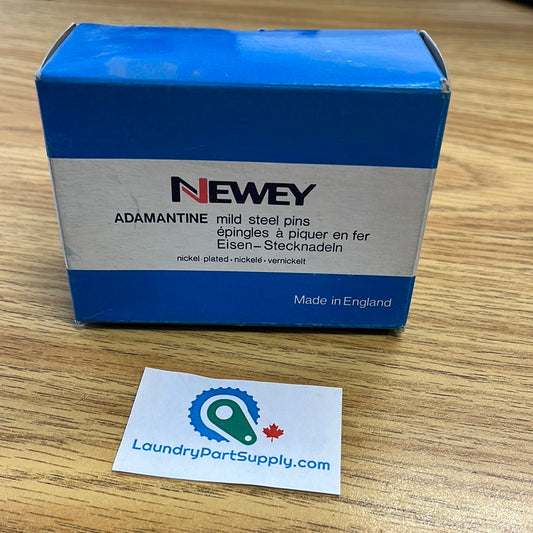 NEWEY
ADAMANTINE mild steel pins
épingles à piquer en fer
Eisen-Stecknadeln
nickel plated · nickelé · vernickelt
Made in England
LaundryPartSupply.com